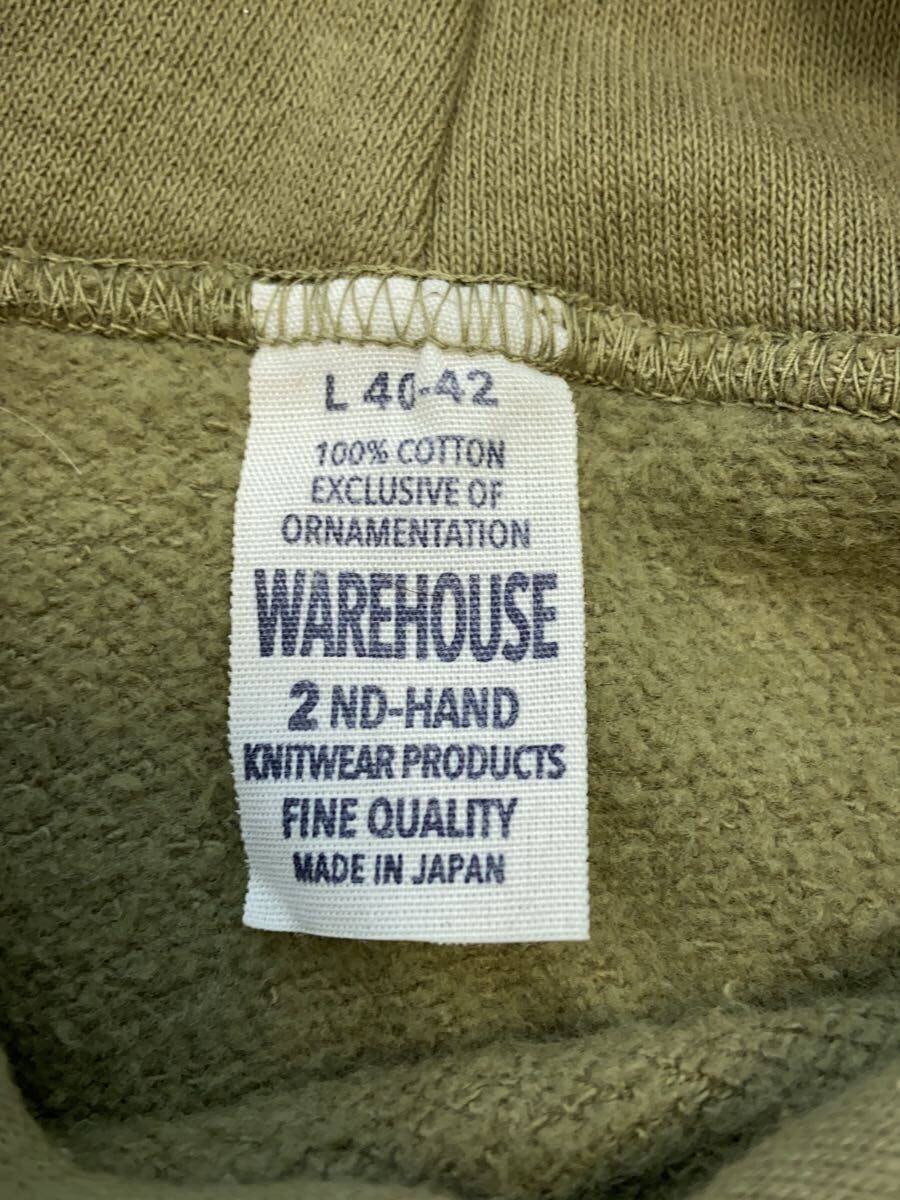 L 40-42
100% COTTON
EXCLUSIVE OF
ORNAMENTATION
WAREHOUSE
2 ND-HAND
KNITWEAR PRODUCTS
FINE QUALITY
MADE IN JAPAN